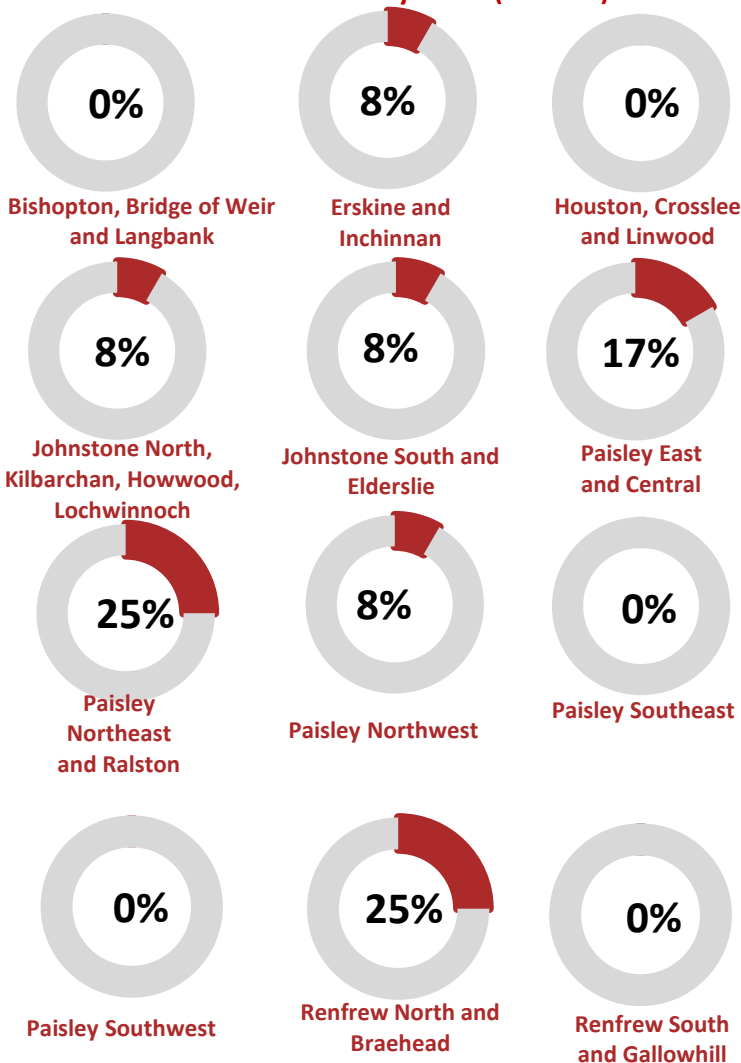 0%
8%
0%
Bishopton, Bridge of Weir
and Langbank
Erskine and
Inchinnan
Houston, Crosslee
and Linwood
8%
8%
17%
Johnstone North,
Kilbarchan, Howwood,
Lochwinnoch
Johnstone South and
Elderslie
Paisley East
and Central
25%
8%
0%
Paisley
Northeast
and Ralston
Paisley Northwest
Paisley Southeast
0%
25%
0%
Paisley Southwest
Renfrew North and
Braehead
Renfrew South
and Gallowhill